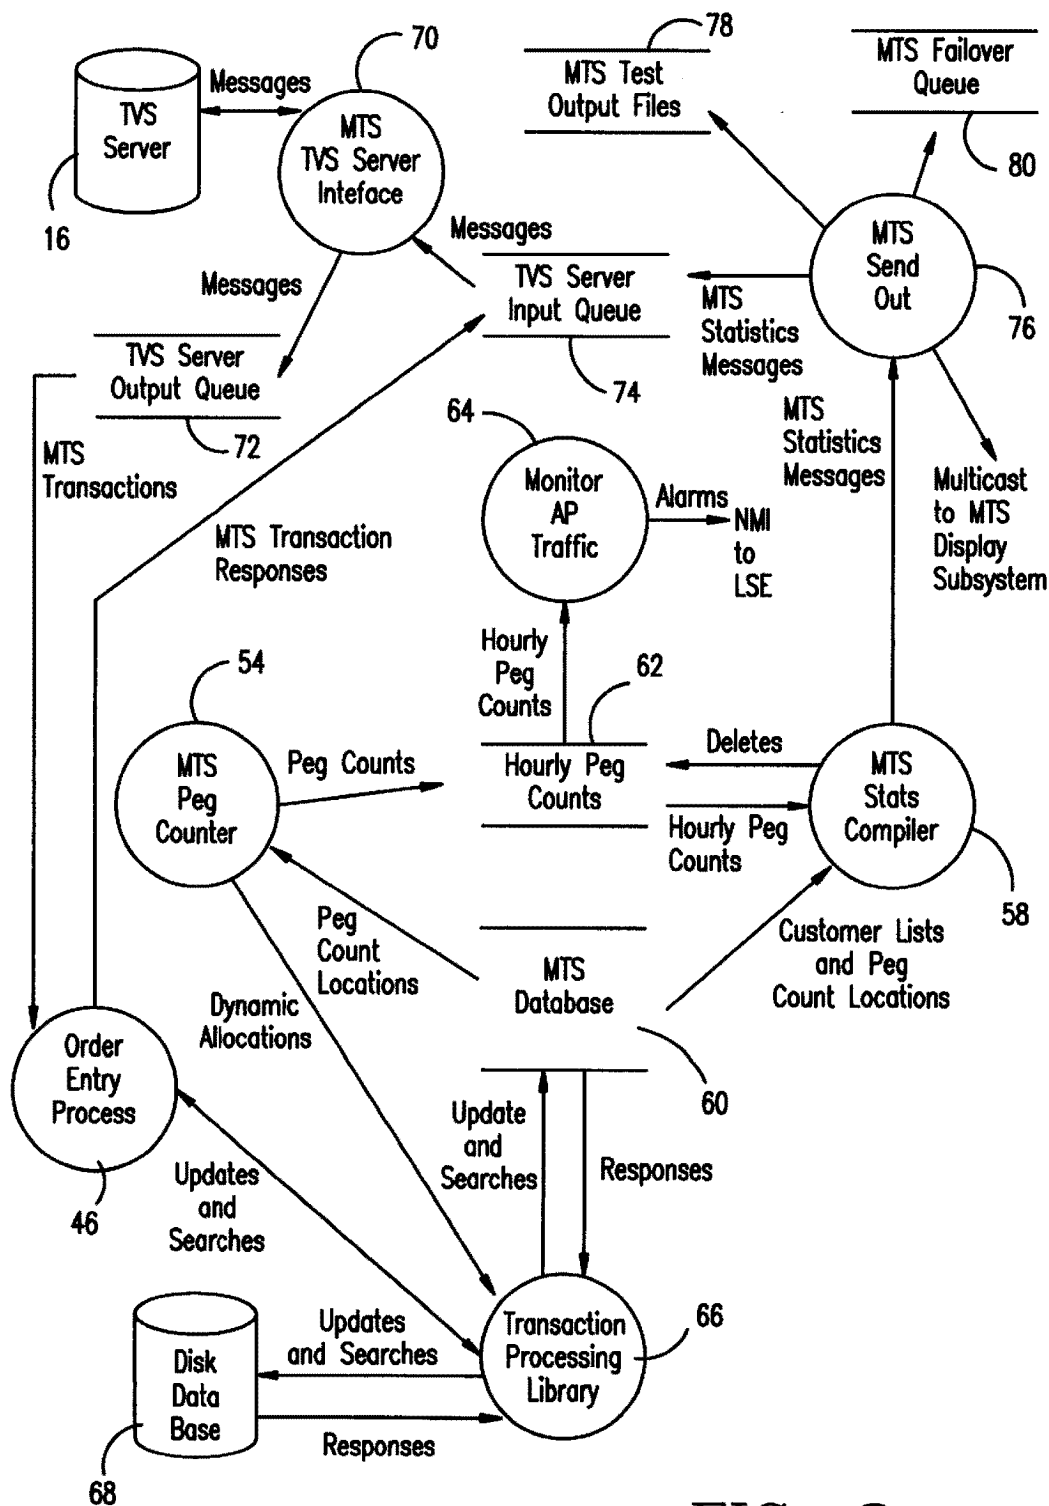 70
78
MTS Failover
Queue
80
MTS Test
Output Files
TVS
Server
16
Messages
MTS
TVS Server
Inteface
Messages
Messages
TVS Server
Input Queue
74
MTS
Send
Out
76
MTS
Statistics
Messages
TVS Server
Output Queue
72
MTS
Transactions
64
Monitor
AP
Traffic
Alarms
NMI
to
LSE
MTS
Statistics
Messages
Multicast
to MTS
Display
Subsystem
MTS Transaction
Responses
Hourly
Peg
Counts
54
MTS
Peg
Counter
Peg Counts
62
Hourly Peg
Counts
Deletes
Hourly Peg
Counts
MTS
Stats
Compiler
58
Peg
Count
Locations
MTS
Database
60
Customer Lists
and Peg
Count Locations
Dynamic
Allocations
Order
Entry
Process
46
Updates
and
Searches
Update
and
Searches
Responses
Transaction
Processing
Library
66
Updates
and Searches
Disk
Data
Base
68
Responses